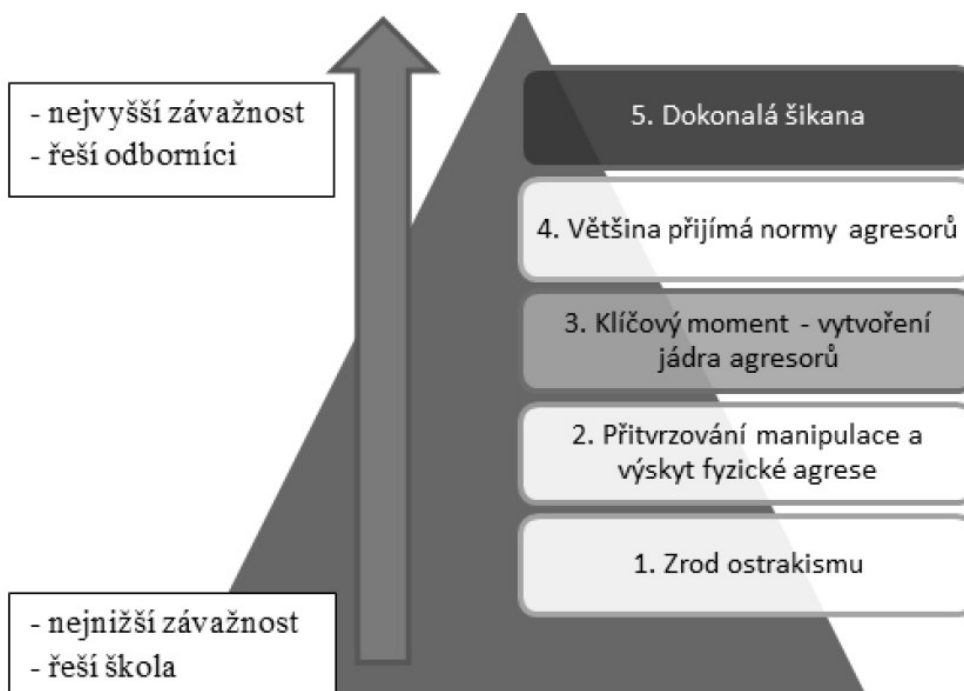 - nejvyšší závažnost
- řeší odborníci
5. Dokonalá šikana
4. Většina přijímá normy agresorů
3. Klíčový moment - vytvoření
jádra agresorů
2. Přitvrzování manipulace a
výskyt fyzické agrese
1. Zrod ostrakismu
- nejnižší závažnost
- řeší škola